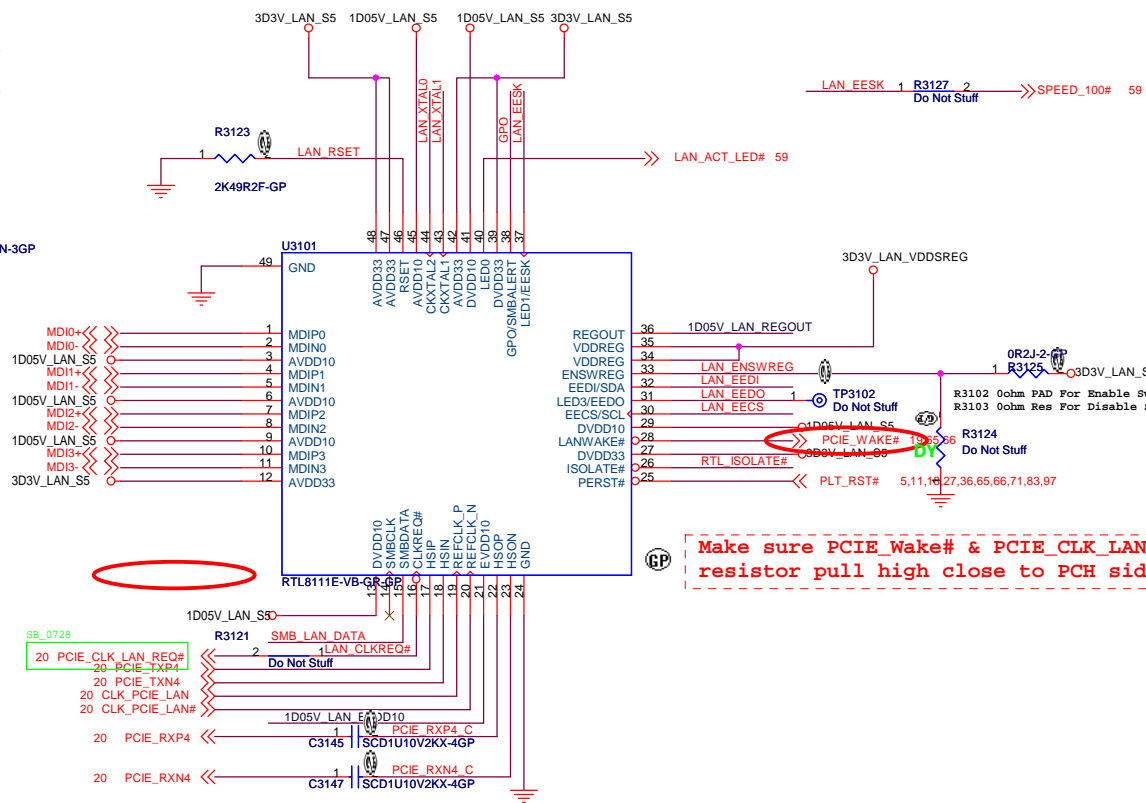 3D3V_LAN_S5 1D05V_LAN_S5 1D05V_LAN_S5 3D3V_LAN_S5
LAN_EESK 1 R3127 2 SPEED_100# 59
Do Not Stuff
LAN_XTAL0 LAN_XTAL1 GPO LAN_EESK
R3123
1 2 LAN_RSET LAN_ACT_LED# 59
2K49R2F-GP
N-3GP
U3101
48 47 46 45 44 43 42 41 40 39 38 37
AVDD33 AVDD33 RSET AVDD10 CKXTAL2 CKXTAL1 AVDD33 DVDD10 LED0 DVDD33 GPO/SMBALERT LED1/EESK
49 GND
3D3V_LAN_VDDSREG
MDI0+ 1 MDIP0
MDI0- 2 MDIN0
1D05V_LAN_S5 3 AVDD10
MDI1+ 4 MDIP1
MDI1- 5 MDIN1
1D05V_LAN_S5 6 AVDD10
MDI2+ 7 MDIP2
MDI2- 8 MDIN2
1D05V_LAN_S5 9 AVDD10
MDI3+ 10 MDIP3
MDI3- 11 MDIN3
3D3V_LAN_S5 12 AVDD33
REGOUT 36 1D05V_LAN_REGOUT
VDDREG 35
VDDREG 34
ENSWREG 33 LAN_ENSWREG
EEDI/SDA 32 LAN_EEDI
LED3/EEDO 31 LAN_EEDO 1 TP3102
Do Not Stuff
EECS/SCL 30 LAN_EECS
DVDD10 29 1D05V_LAN_S5
LANWAKE# 28 PCIE_WAKE# 19,65,66
DVDD33 27 3D3V_LAN_S5
ISOLATE# 26 RTL_ISOLATE#
PERST# 25 PLT_RST# 5,11,18,27,36,65,66,71,83,97
0R2J-2-GP
1 R3125 3D3V_LAN_S
R3102 0ohm PAD For Enable S
R3103 0ohm Res For Disable
R3124
Do Not Stuff
DY
GP
Make sure PCIE_Wake# & PCIE_CLK_LAN
resistor pull high close to PCH sid
DVDD10 SMBCLK SMBDATA CLKREQ# HSIP HSIN REFCLK_P REFCLK_N EVDD10 HSOP HSON GND
RTL8111E-VB-GR-GP
13 14 15 16 17 18 19 20 21 22 23 24
1D05V_LAN_S5
SB_0728
R3121 SMB_LAN_DATA
20 PCIE_CLK_LAN_REQ# 2 1 LAN_CLKREQ#
Do Not Stuff
20 PCIE_TXP4
20 PCIE_TXN4
20 CLK_PCIE_LAN
20 CLK_PCIE_LAN#
1D05V_LAN_EVDD10
20 PCIE_RXP4 1 PCIE_RXP4_C
C3145 SCD1U10V2KX-4GP
20 PCIE_RXN4 1 PCIE_RXN4_C
C3147 SCD1U10V2KX-4GP